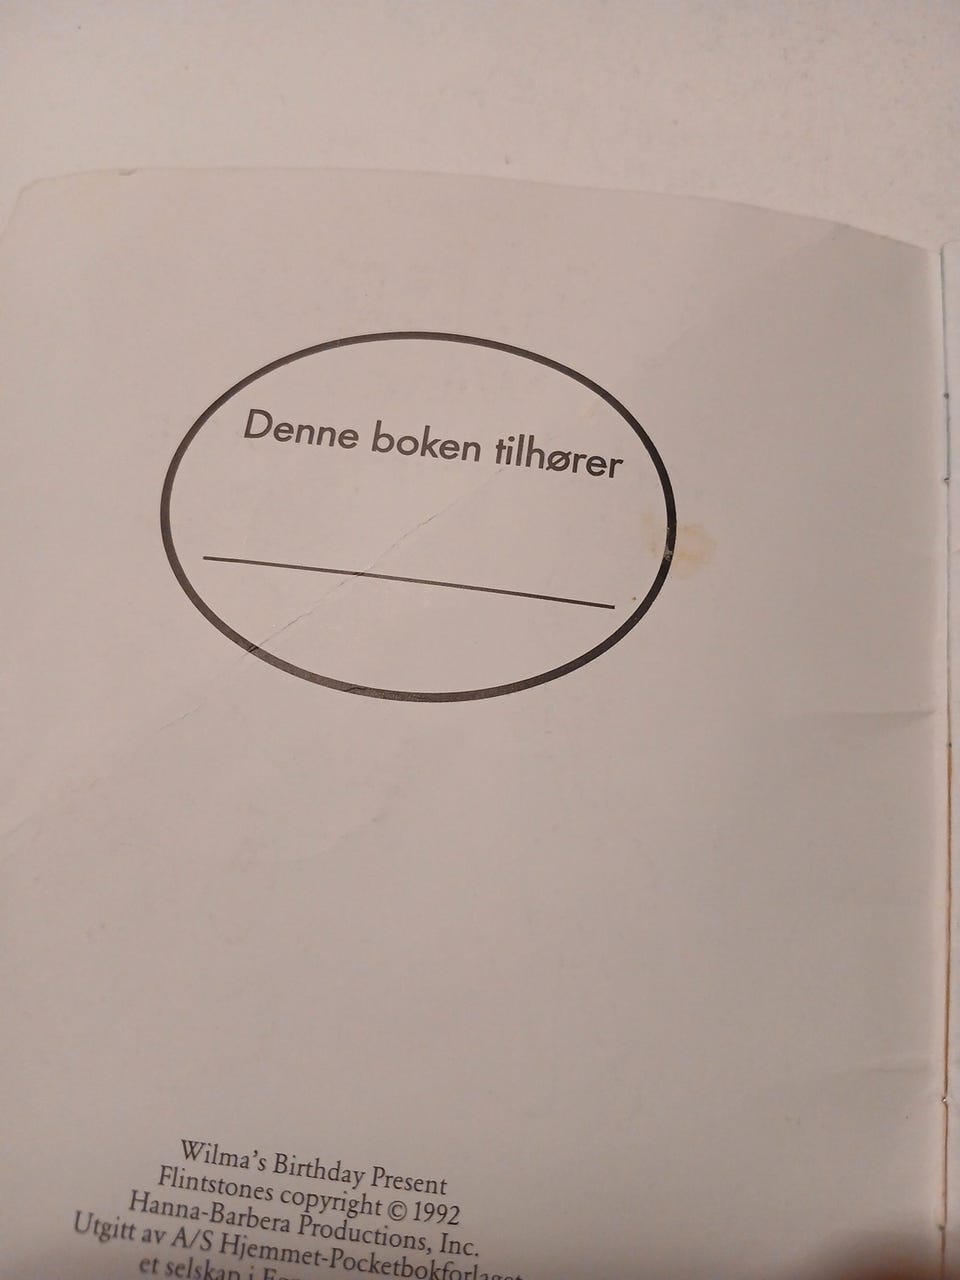 Denne boken tilhører
Wilma's Birthday Present
Flintstones copyright © 1992
Hanna-Barbera Productions, Inc.
Utgitt av A/S Hjemmet-Pocketbokforlaget
et selskap i